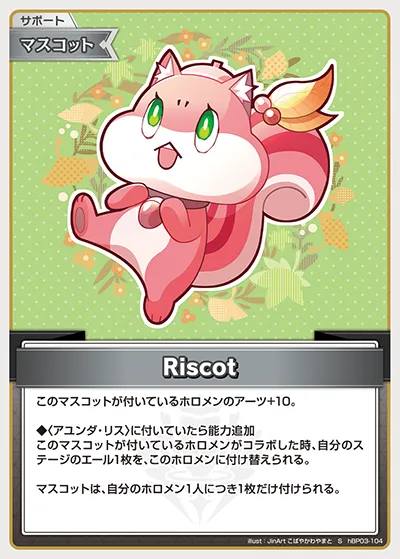 サポート
マスコット
Riscot
このマスコットが付いているホロメンのアーツ+10。
◆〈アユンダ・リス〉に付いていたら能力追加
このマスコットが付いているホロメンがコラボした時、自分の
ステージのエール1枚を、このホロメンに付け替えられる。
マスコットは、自分のホロメン1人につき1枚だけ付けられる。
illust : JinArt こばやかわやまと S hBP03-104